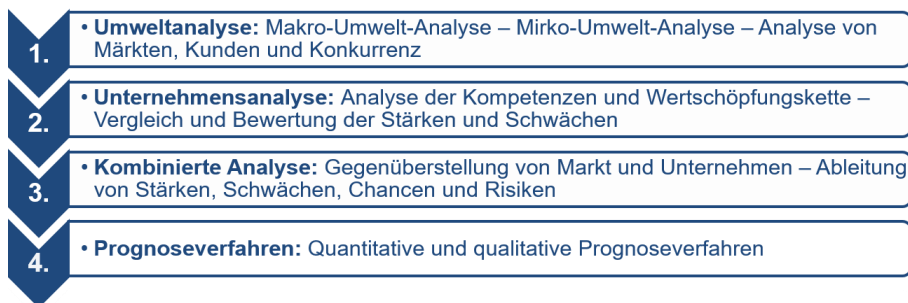 1.
• Umweltanalyse: Makro-Umwelt-Analyse – Mirko-Umwelt-Analyse – Analyse von
Märkten, Kunden und Konkurrenz
2.
• Unternehmensanalyse: Analyse der Kompetenzen und Wertschöpfungskette –
Vergleich und Bewertung der Stärken und Schwächen
3.
• Kombinierte Analyse: Gegenüberstellung von Markt und Unternehmen – Ableitung
von Stärken, Schwächen, Chancen und Risiken
4.
• Prognoseverfahren: Quantitative und qualitative Prognoseverfahren